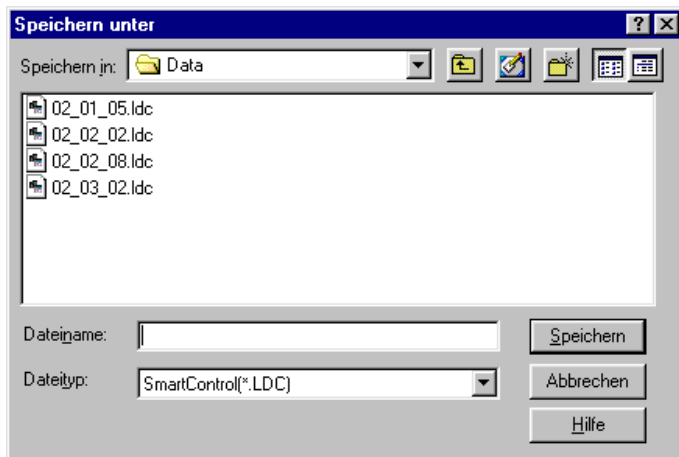 Speichern unter
Speichern in: Data
02_01_05.ldc
02_02_02.ldc
02_02_08.ldc
02_03_02.ldc
Dateiname: Speichern
Dateityp: SmartControl(*.LDC) Abbrechen
Hilfe